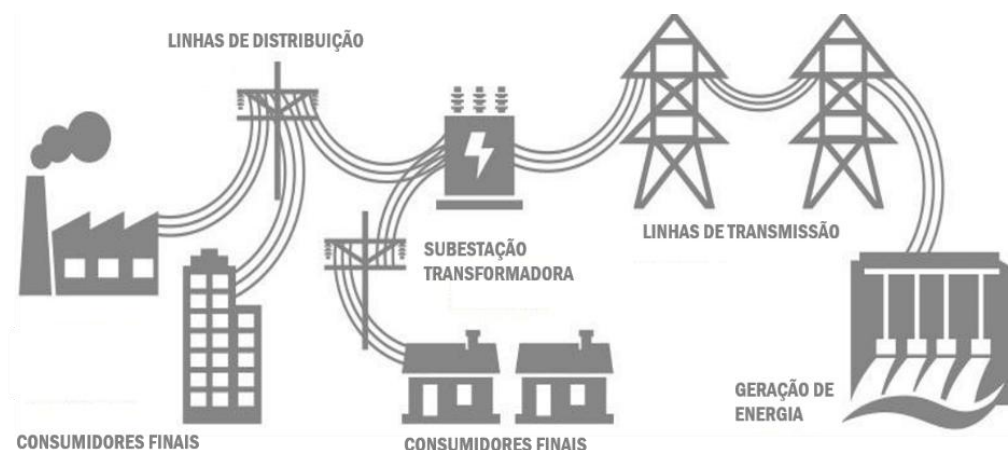 LINHAS DE DISTRIBUIÇÃO
LINHAS DE TRANSMISSÃO
SUBESTAÇÃO
TRANSFORMADORA
GERAÇÃO DE
ENERGIA
CONSUMIDORES FINAIS
CONSUMIDORES FINAIS